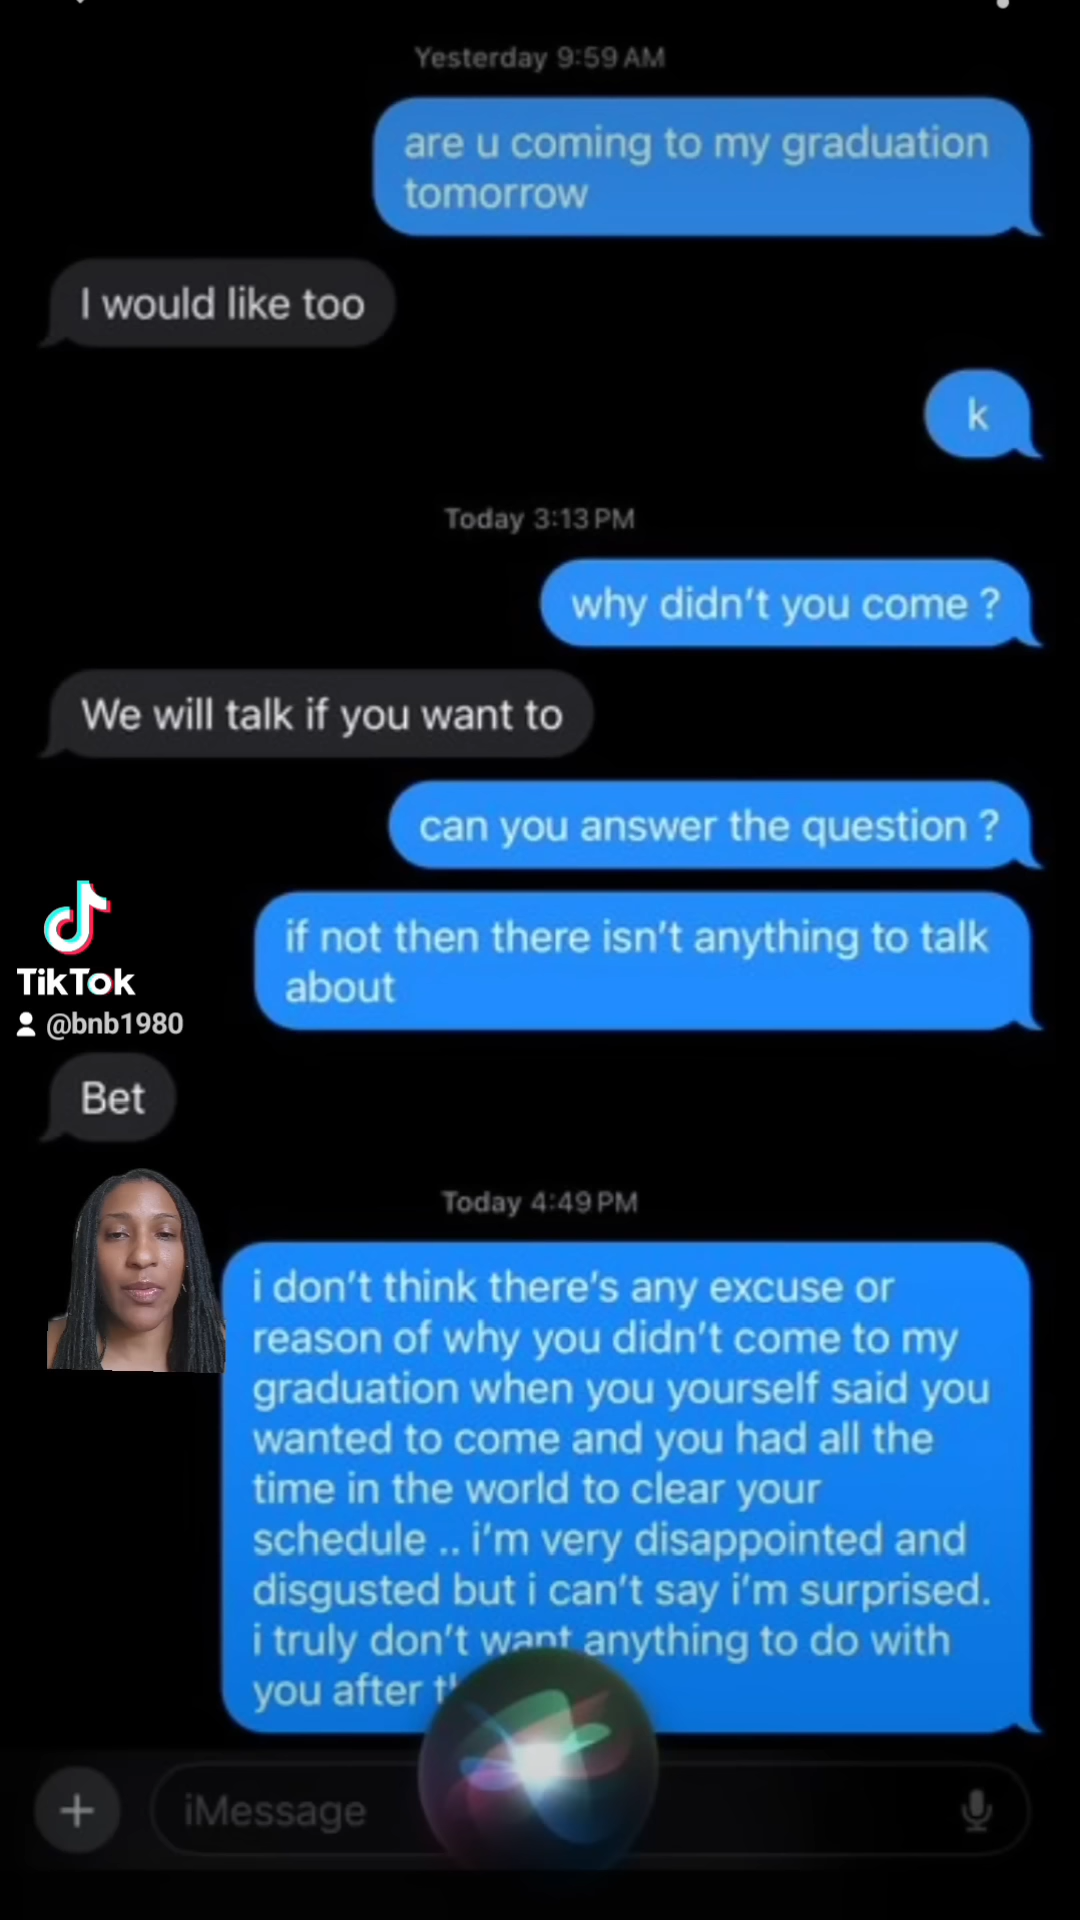 Yesterday 9:59 AM
are u coming to my graduation
tomorrow
I would like too
k
Today 3:13 PM
why didn't you come ?
We will talk if you want to
can you answer the question ?
if not then there isn't anything to talk
about
TikTok
@bnb1980
Bet
Today 4:49 PM
i don't think there's any excuse or
reason of why you didn't come to my
graduation when you yourself said you
wanted to come and you had all the
time in the world to clear your
schedule .. i'm very disappointed and
disgusted but i can't say i'm surprised.
i truly don't want anything to do with
you after
iMessage